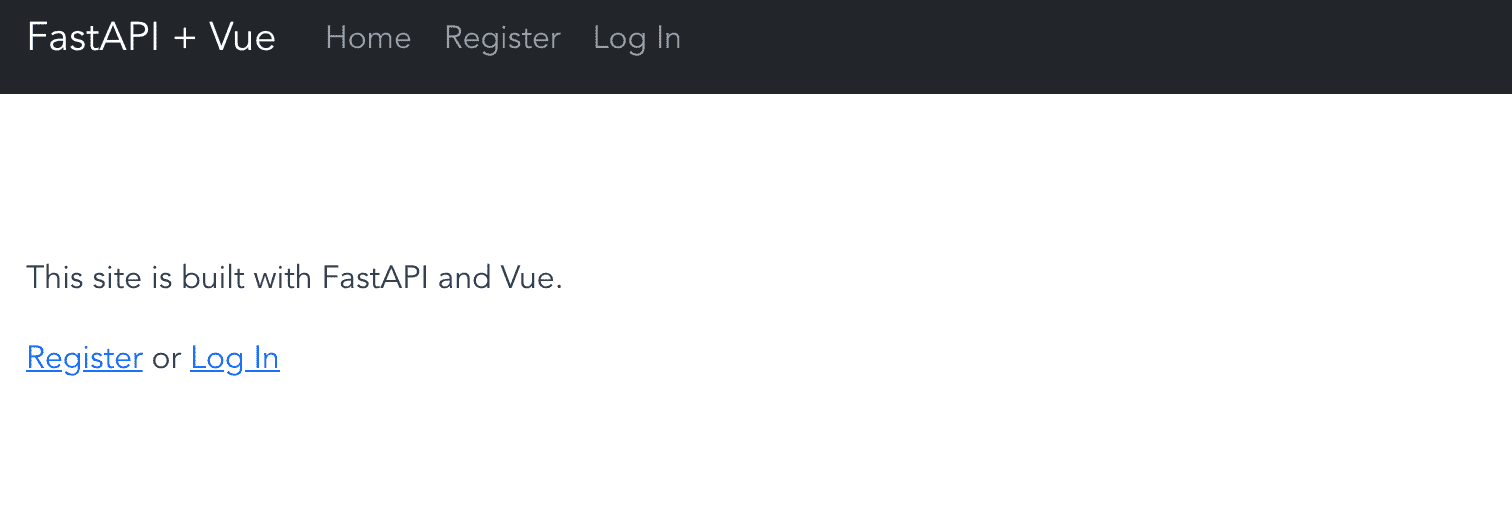 FastAPI + Vue Home Register Log In
This site is built with FastAPI and Vue.
Register or Log In